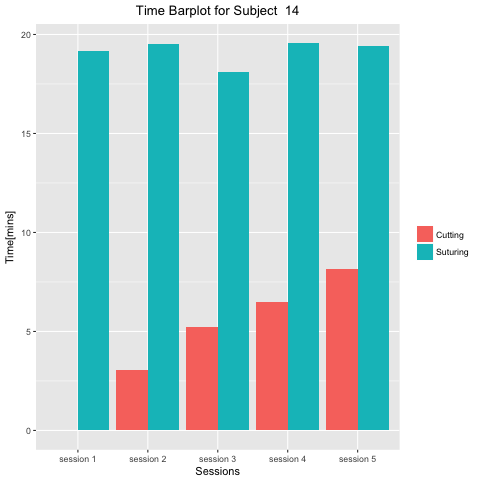 Time Barplot for Subject  14
20
15
10
5
0
Time[mins]
session 1
session 2
session 3
session 4
session 5
Sessions
Cutting
Suturing